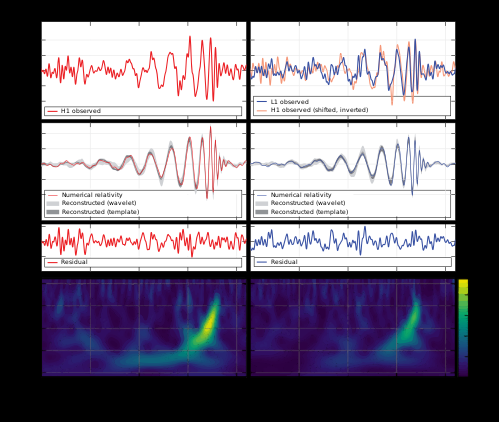 H1 observed
L1 observed
H1 observed (shifted, inverted)
Numerical relativity
Reconstructed (wavelet)
Reconstructed (template)
Numerical relativity
Reconstructed (wavelet)
Reconstructed (template)
Residual
Residual